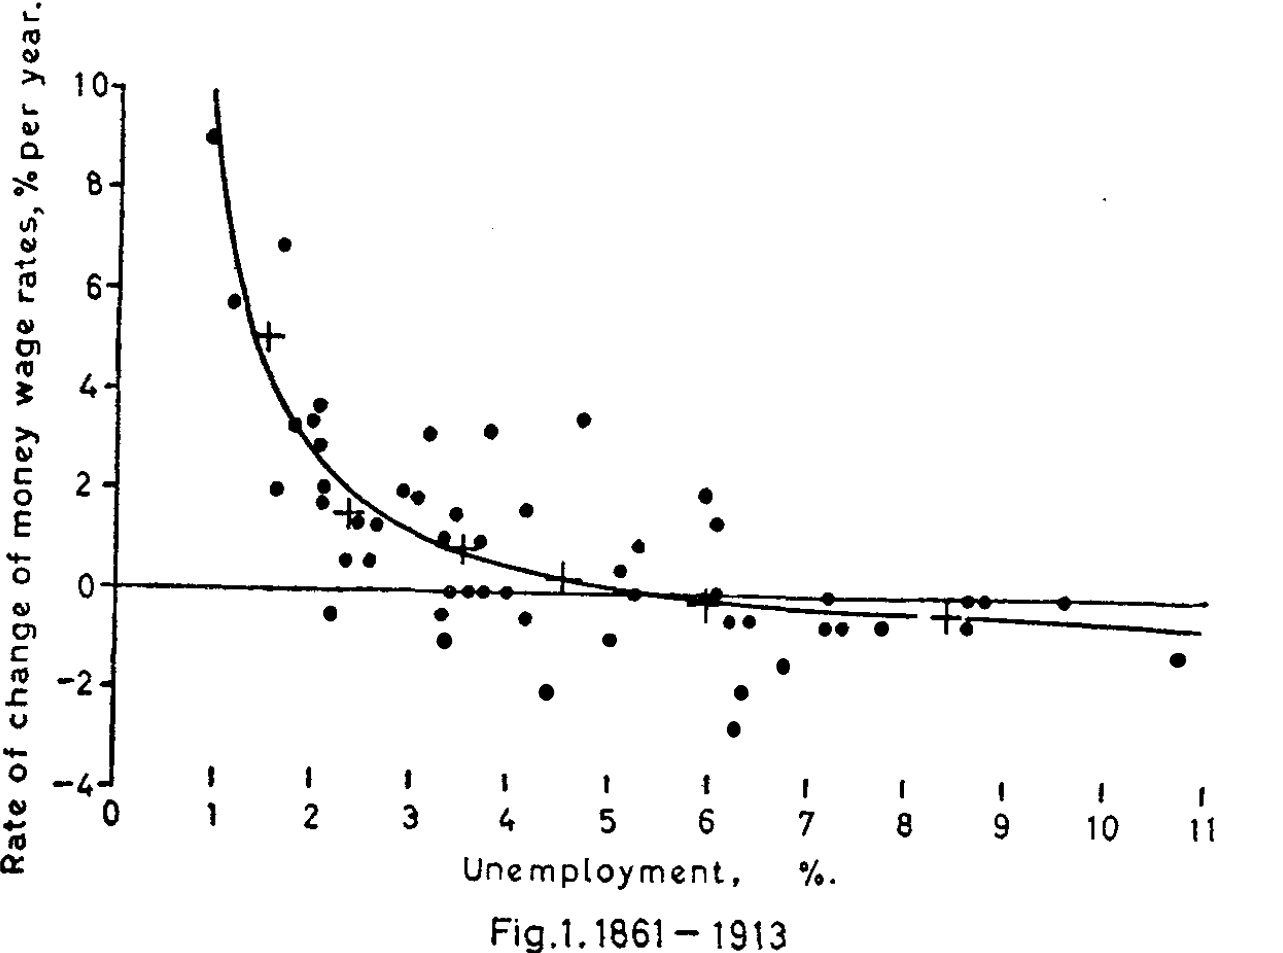 Rate of change of money wage rates, % per year.
10
8
6
4
2
0
-2
-4
0 1 2 3 4 5 6 7 8 9 10 11
Unemployment, %.
Fig.1. 1861 – 1913